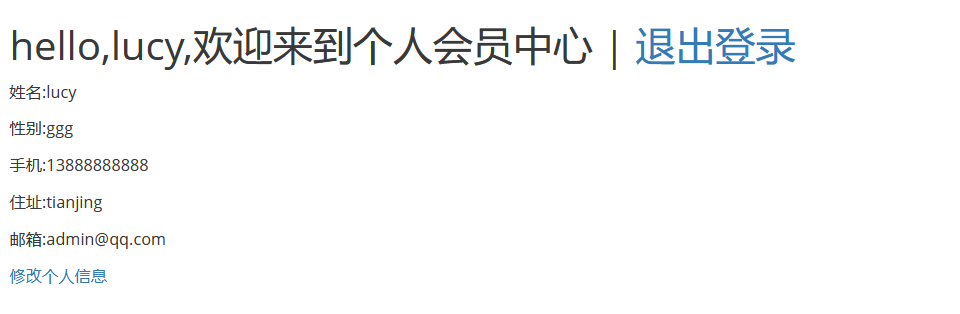 hello,lucy,欢迎来到个人会员中心 | 退出登录
姓名:lucy
性别:ggg
手机:13888888888
住址:tianjing
邮箱:admin@qq.com
修改个人信息